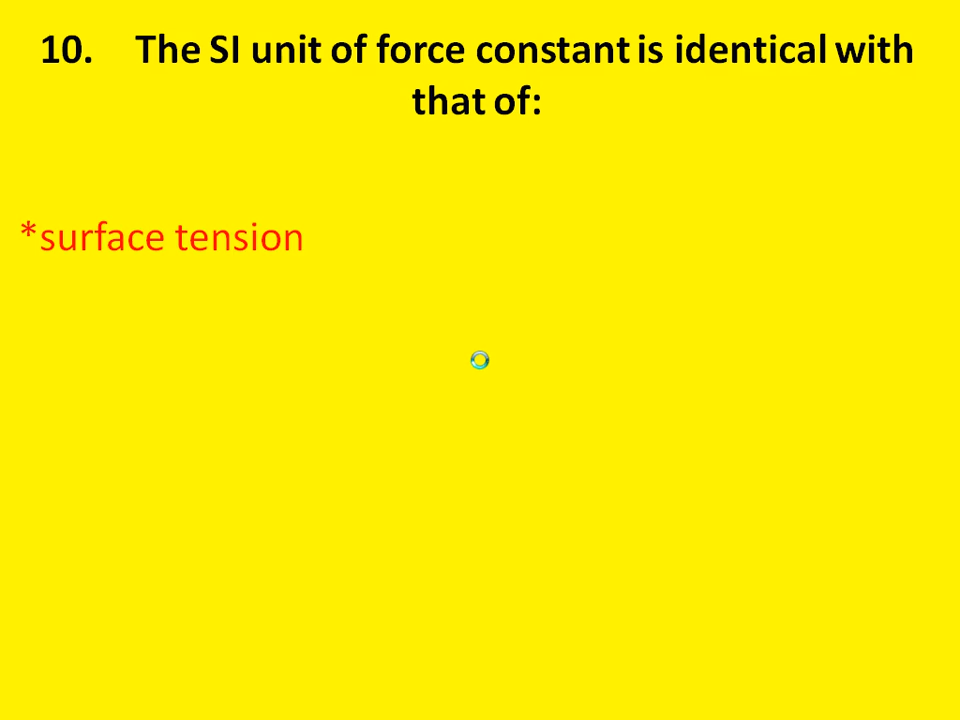 10. The SI unit of force constant is identical with
that of:
*surface tension